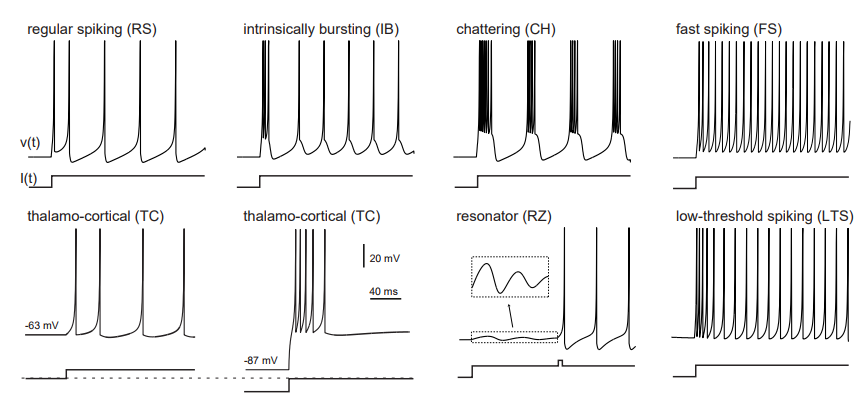 regular spiking (RS)
intrinsically bursting (IB)
chattering (CH)
fast spiking (FS)
v(t)
I(t)
thalamo-cortical (TC)
thalamo-cortical (TC)
resonator (RZ)
low-threshold spiking (LTS)
20 mV
40 ms
-63 mV
-87 mV